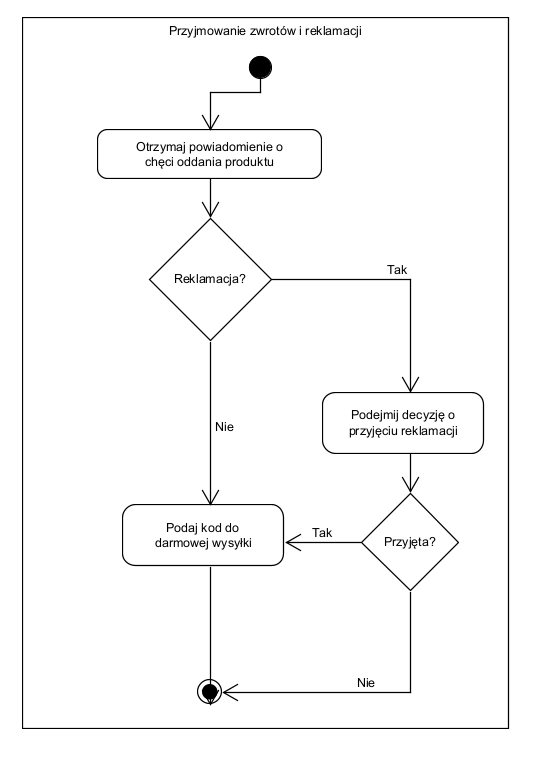 Przyjmowanie zwrotów i reklamacji
Otrzymaj powiadomienie o
chęci oddania produktu
Reklamacja?
Tak
Nie
Podejmij decyzję o
przyjęciu reklamacji
Podaj kod do
darmowej wysyłki
Tak
Przyjęta?
Nie